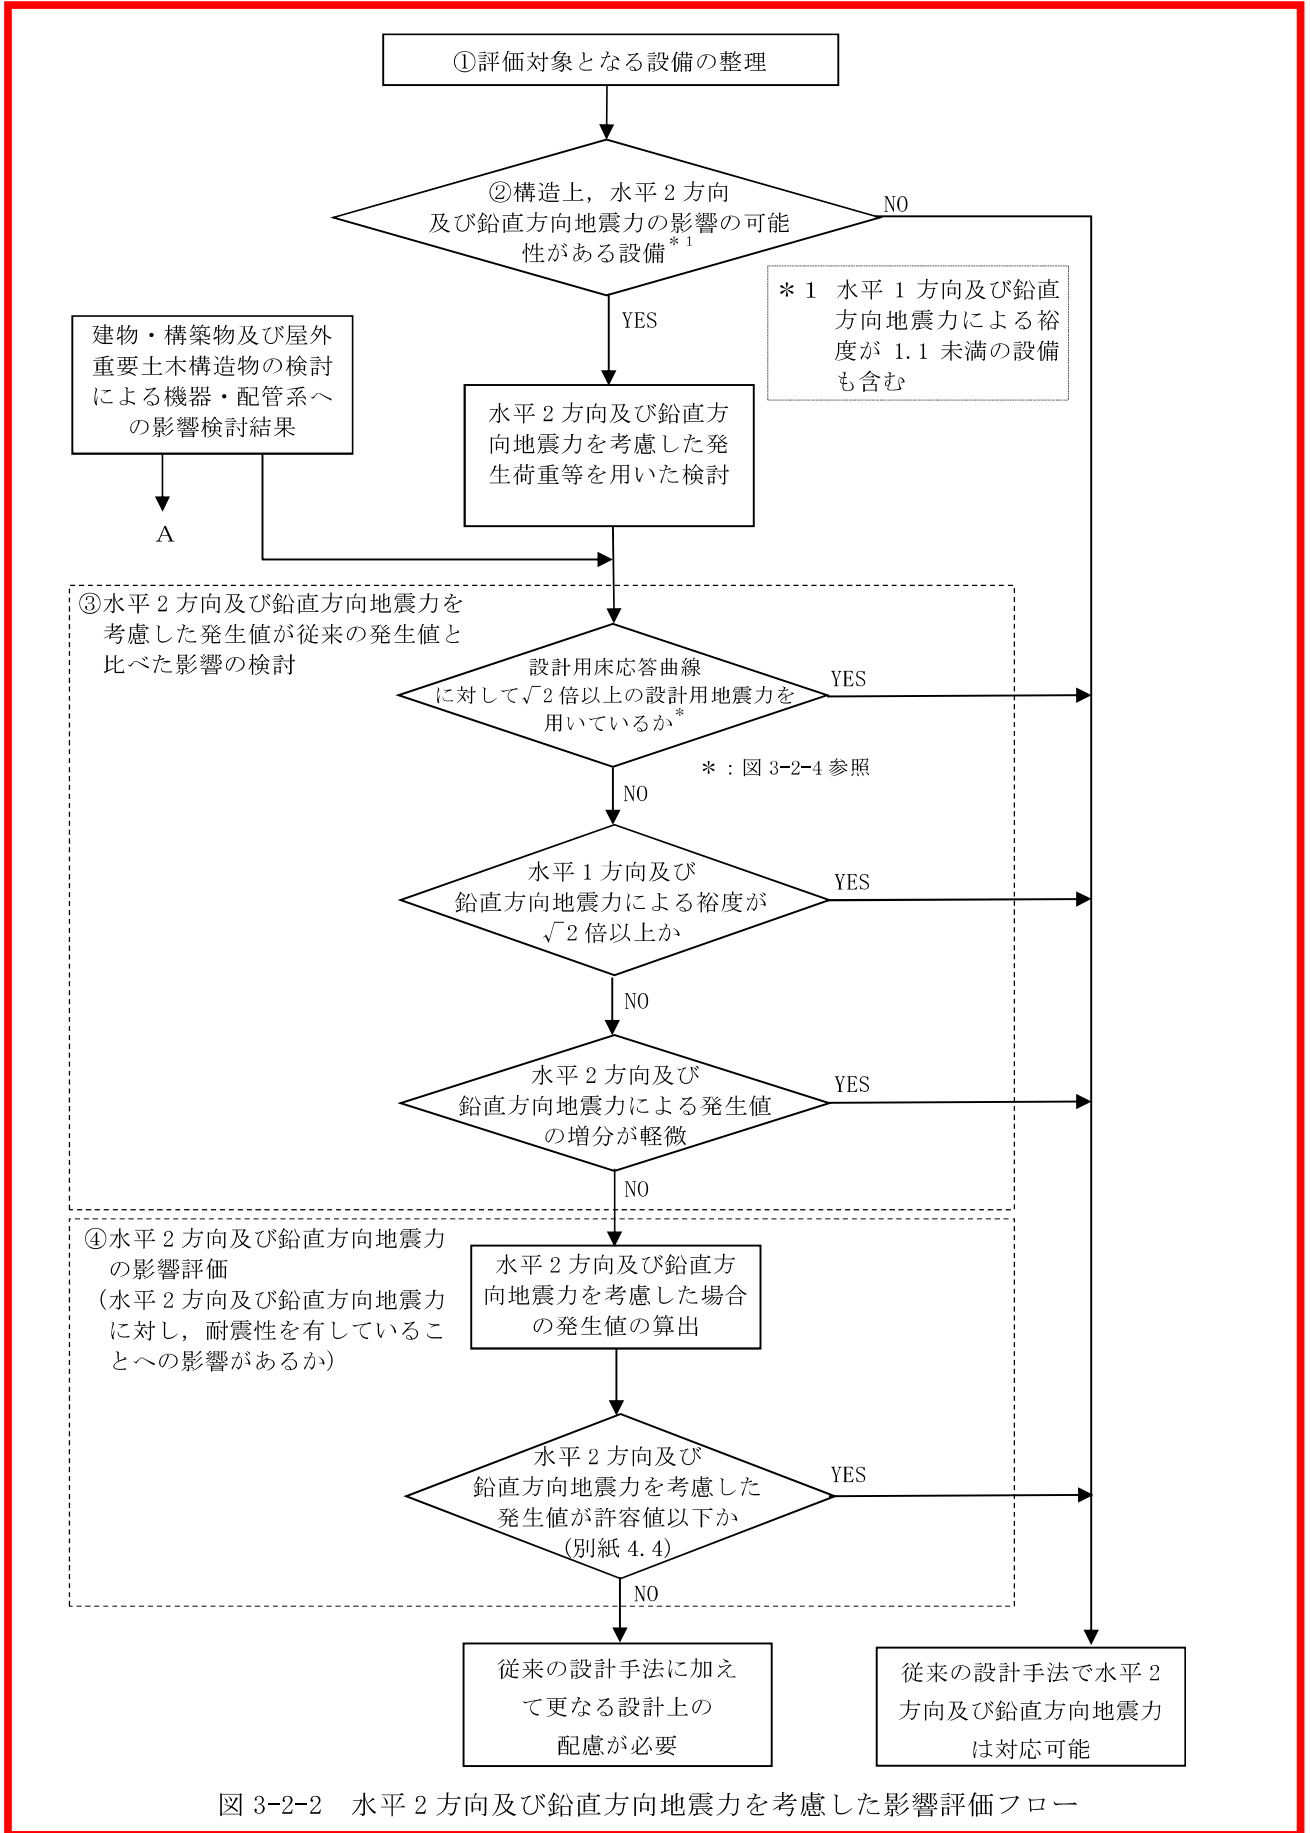 ①評価対象となる設備の整理
②構造上，水平2方向
及び鉛直方向地震力の影響の可能
性がある設備＊1
NO
＊1 水平1方向及び鉛直
方向地震力による裕
度が1.1未満の設備
も含む
YES
建物・構築物及び屋外
重要土木構造物の検討
による機器・配管系へ
の影響検討結果
水平2方向及び鉛直方
向地震力を考慮した発
生荷重等を用いた検討
A
③水平2方向及び鉛直方向地震力を
考慮した発生値が従来の発生値と
比べた影響の検討
設計用床応答曲線
に対して√2倍以上の設計用地震力を
用いているか＊
YES
＊：図3-2-4参照
NO
水平1方向及び
鉛直方向地震力による裕度が
√2倍以上か
YES
NO
水平2方向及び
鉛直方向地震力による発生値
の増分が軽微
YES
NO
④水平2方向及び鉛直方向地震力
の影響評価
（水平2方向及び鉛直方向地震力
に対し，耐震性を有しているこ
とへの影響があるか）
水平2方向及び鉛直方
向地震力を考慮した場合
の発生値の算出
水平2方向及び
鉛直方向地震力を考慮した
発生値が許容値以下か
(別紙4.4)
YES
NO
従来の設計手法に加え
て更なる設計上の
配慮が必要
従来の設計手法で水平2
方向及び鉛直方向地震力
は対応可能
図3-2-2　水平2方向及び鉛直方向地震力を考慮した影響評価フロー